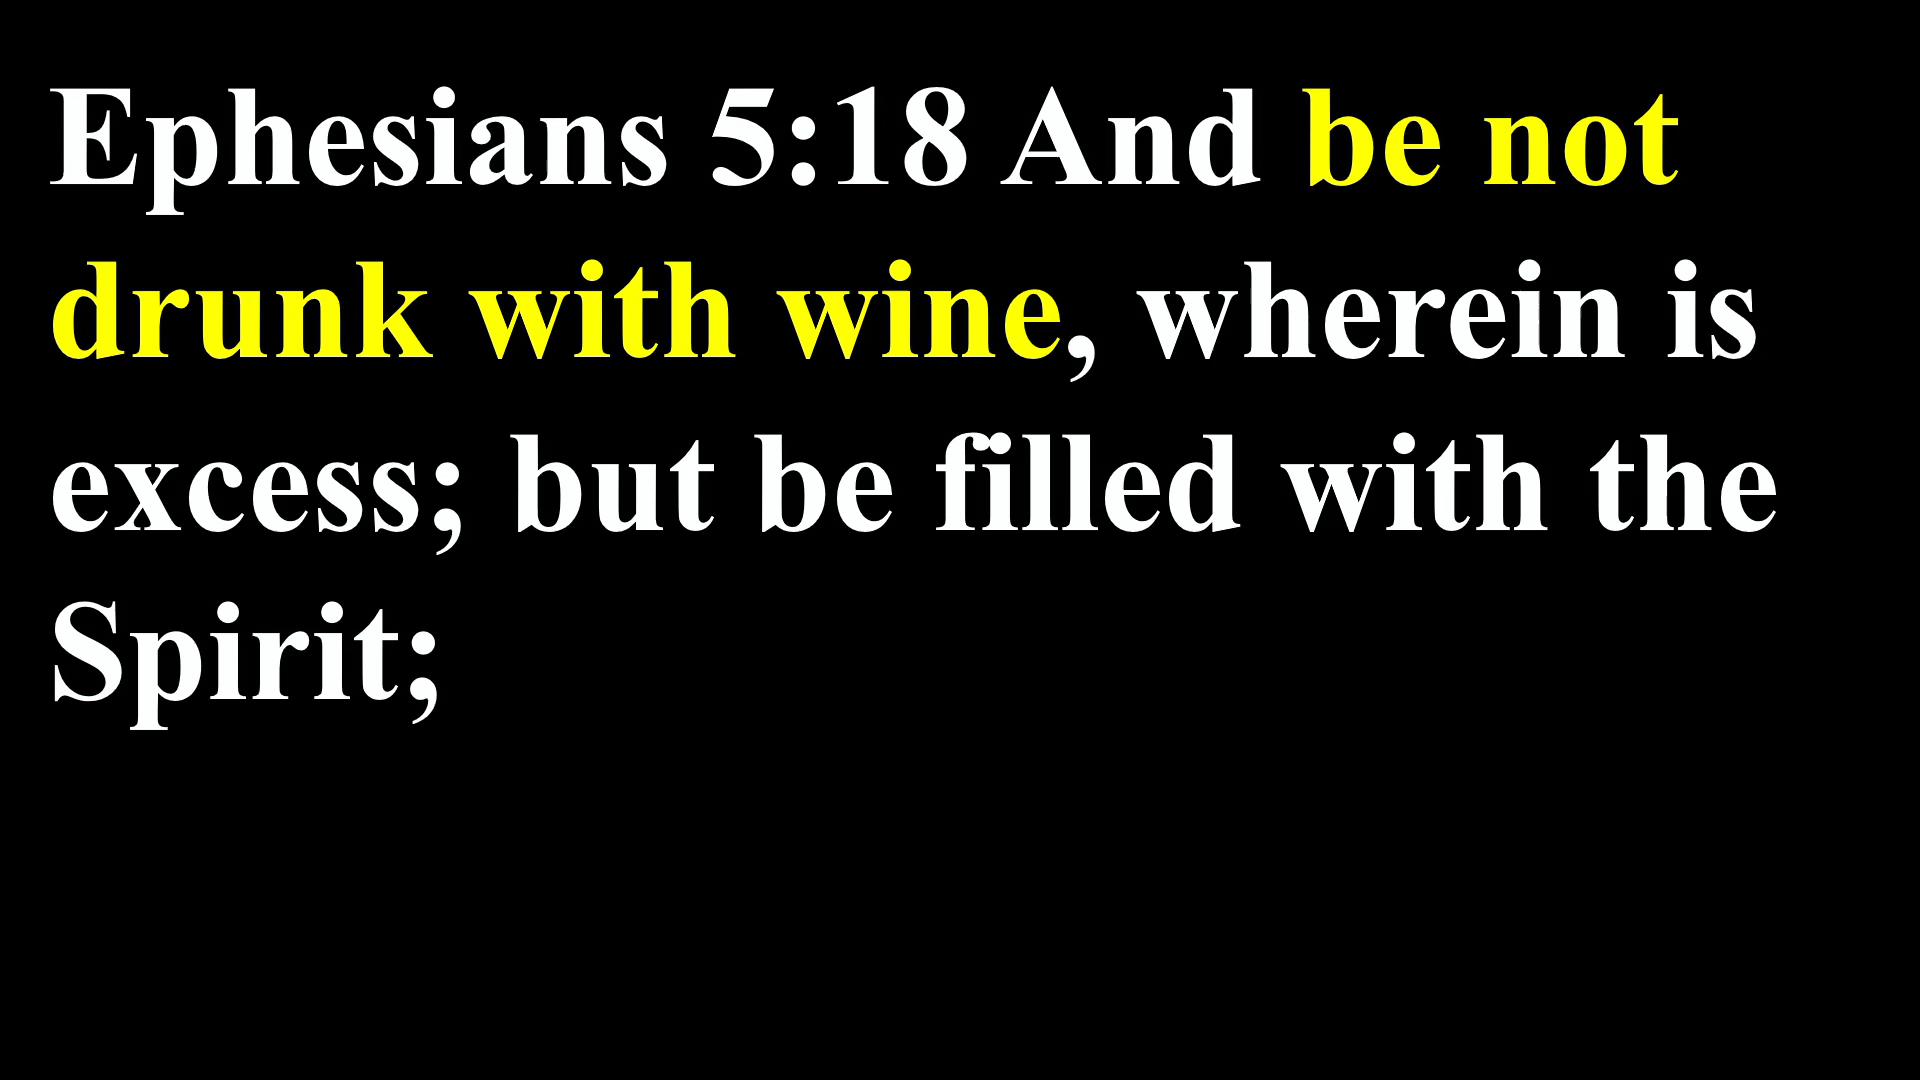 Ephesians 5:18 And be not
drunk with wine, wherein is
excess; but be filled with the
Spirit;